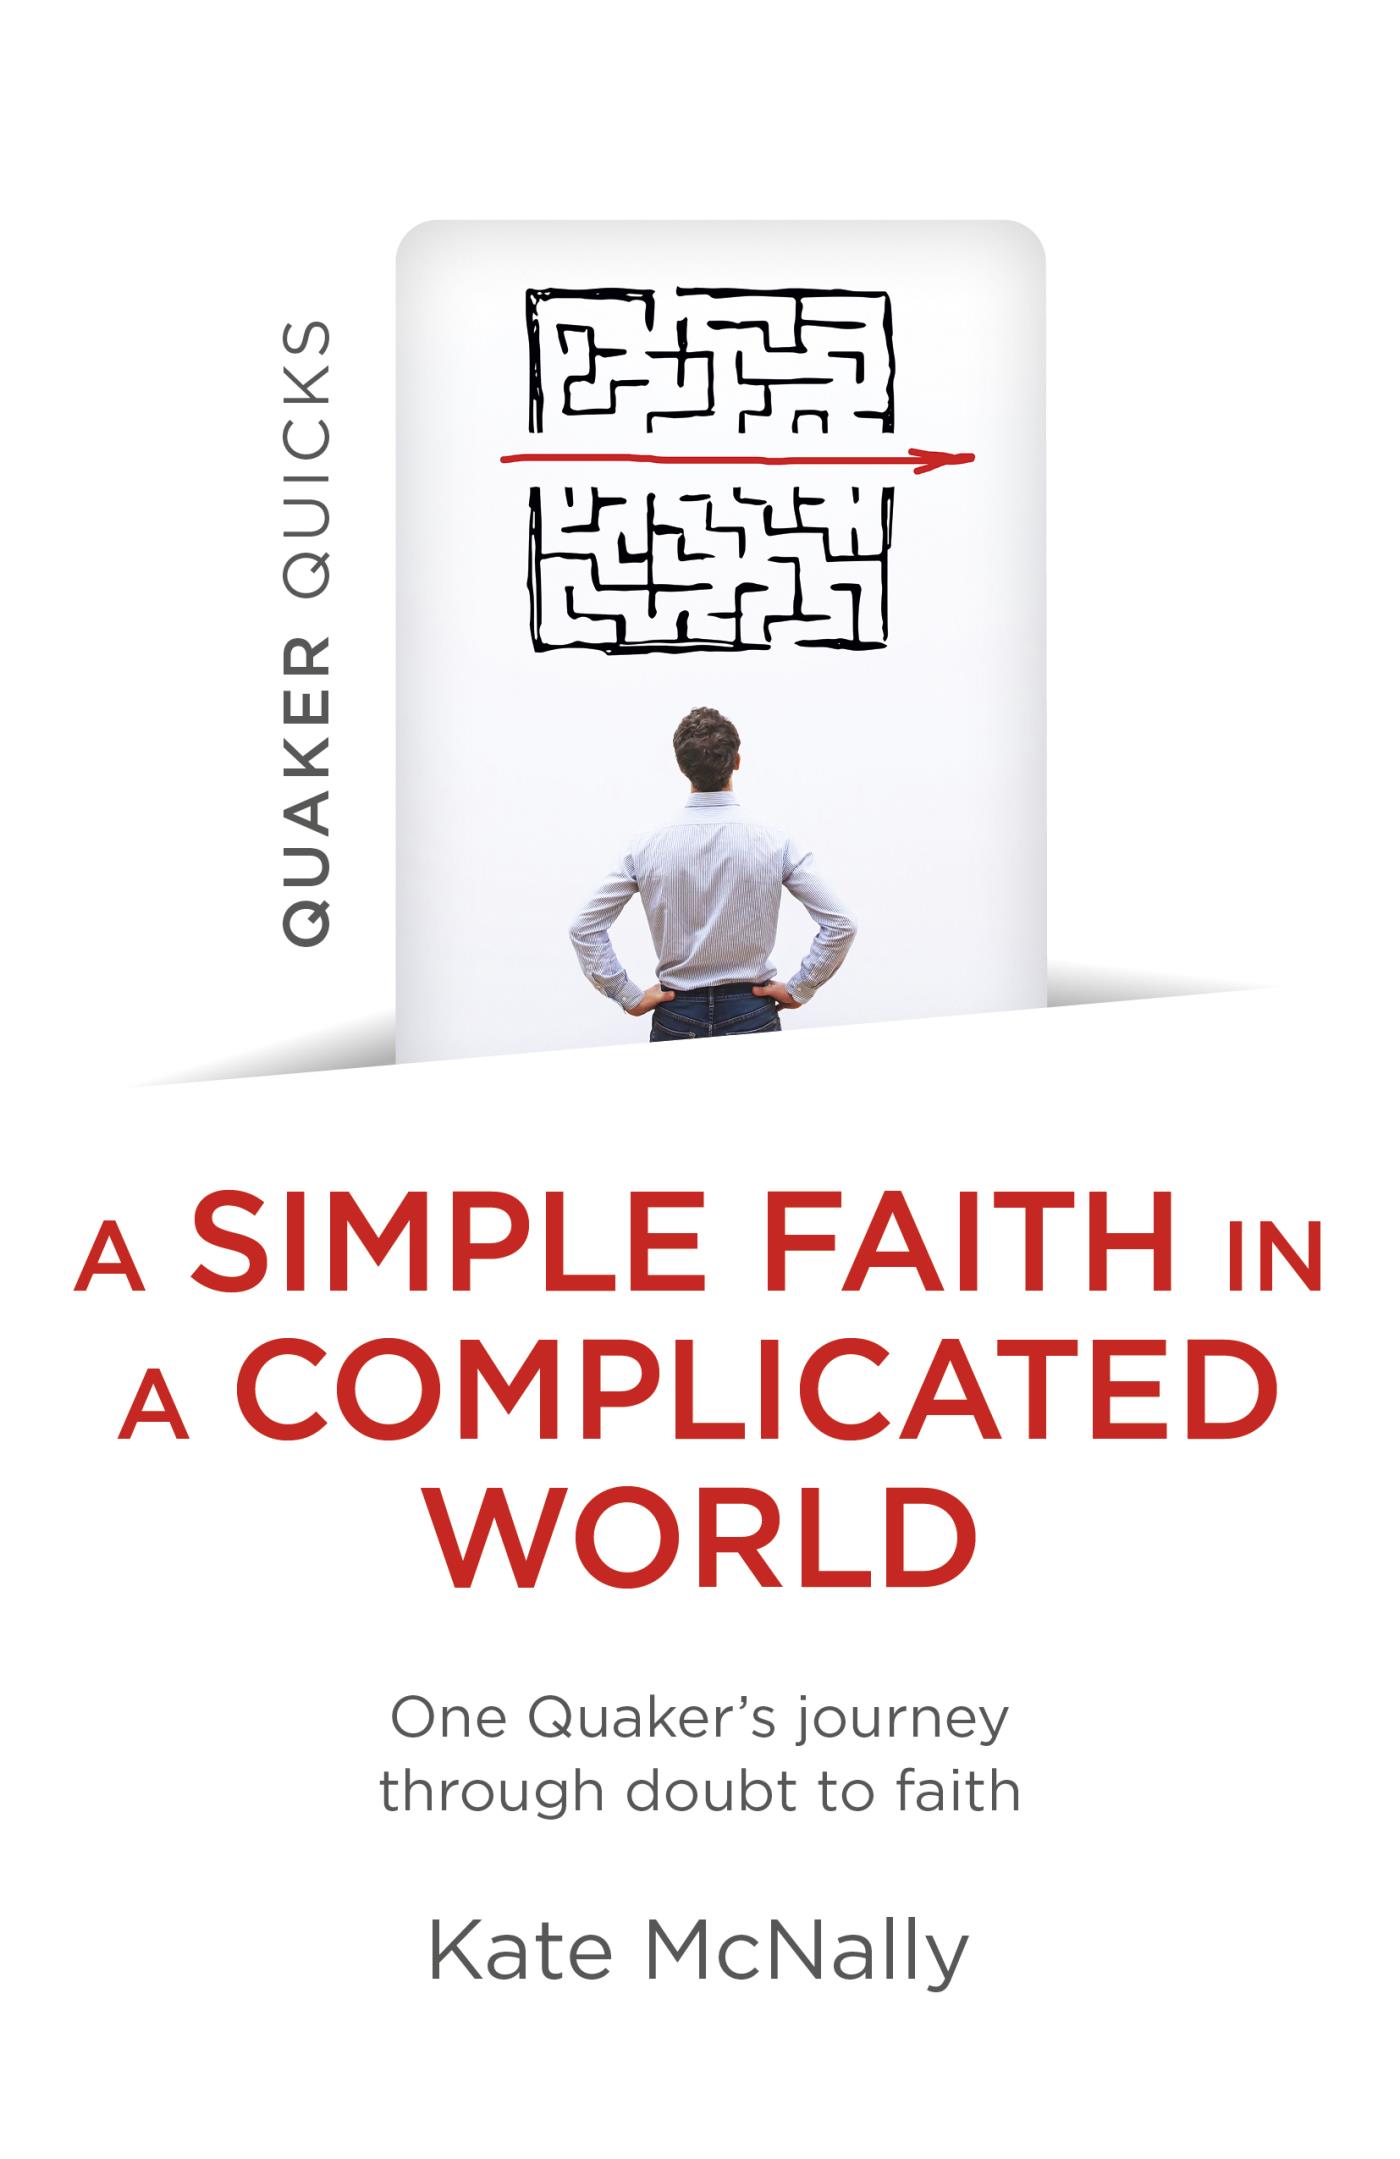 QUAKER QUICKS
A SIMPLE FAITH IN
A COMPLICATED
WORLD
One Quaker’s journey
through doubt to faith
Kate McNally